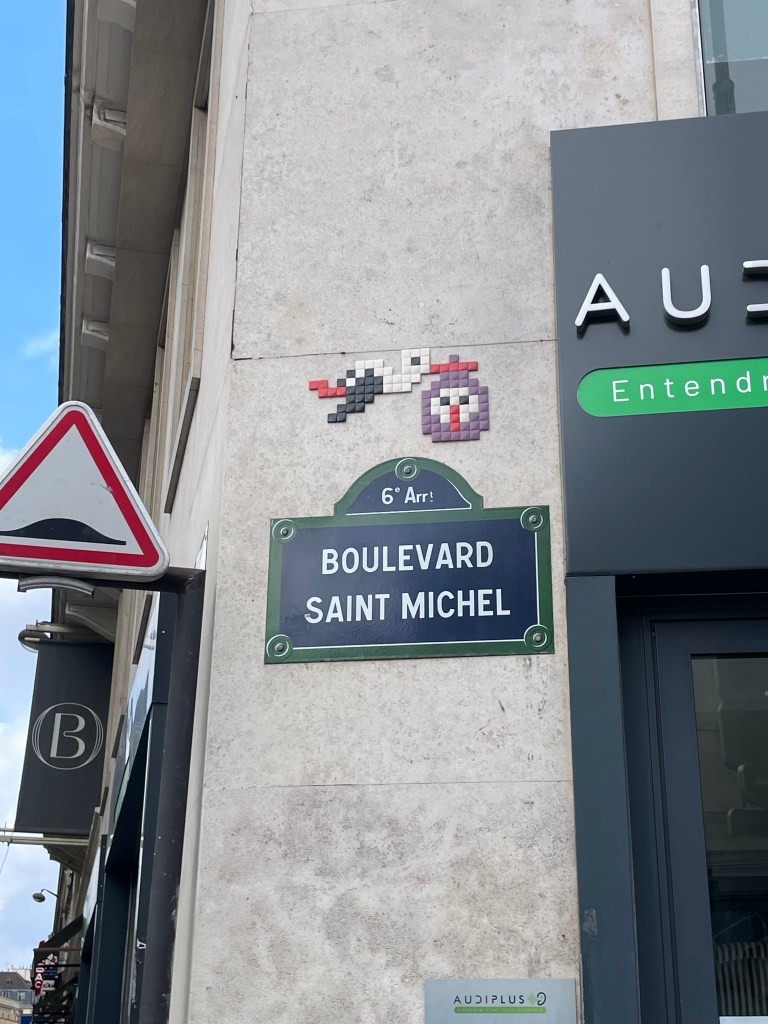 6e Arrt
BOULEVARD
SAINT MICHEL
AU
Entendr
B
AUDIPLUS